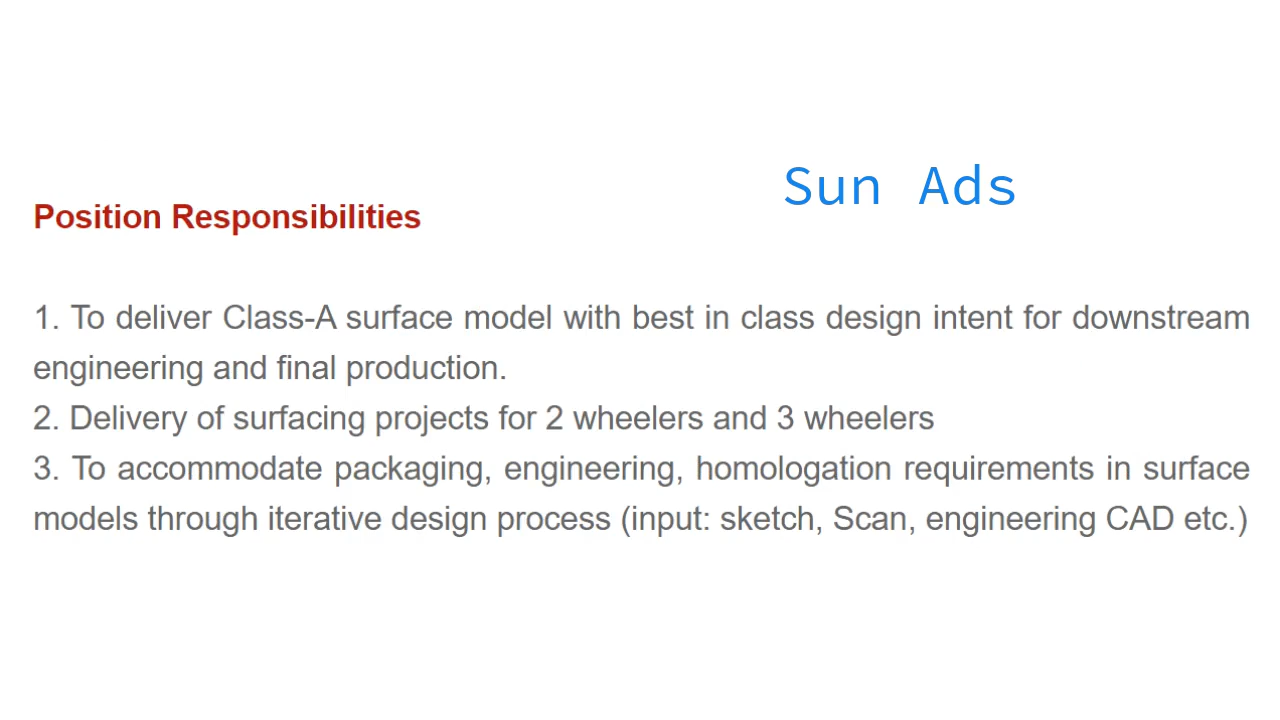 Sun Ads
Position Responsibilities
1. To deliver Class-A surface model with best in class design intent for downstream
engineering and final production.
2. Delivery of surfacing projects for 2 wheelers and 3 wheelers
3. To accommodate packaging, engineering, homologation requirements in surface
models through iterative design process (input: sketch, Scan, engineering CAD etc.)